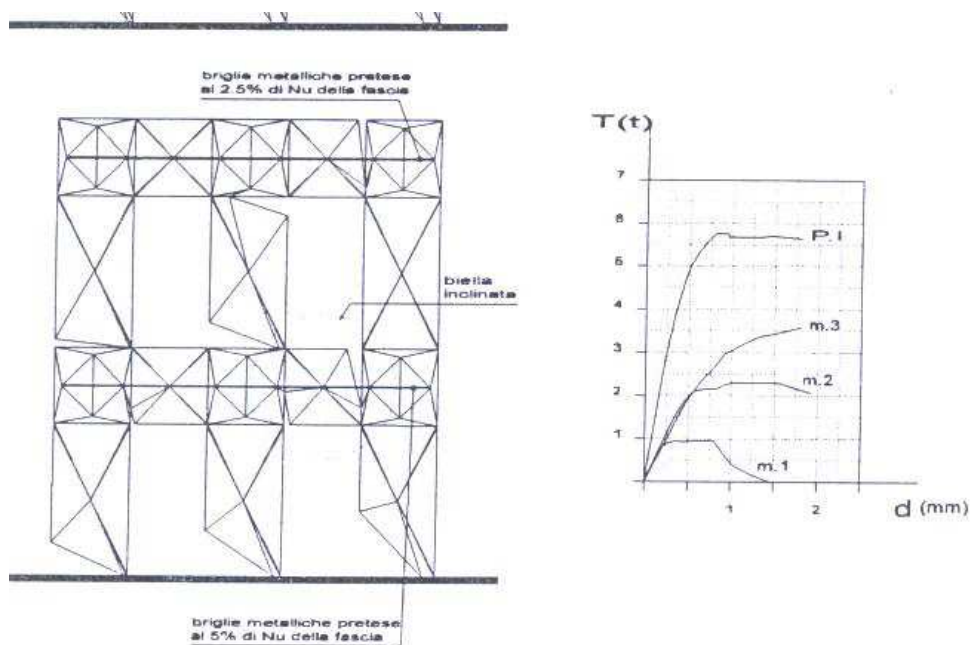 briglie metalliche pretese
al 2.5% di Nu della fascia
biella
inclinata
briglie metalliche pretese
al 5% di Nu della fascia
T(t)
7
6
5
4
3
2
1
P.I
m.3
m.2
m.1
1 2
d (mm)